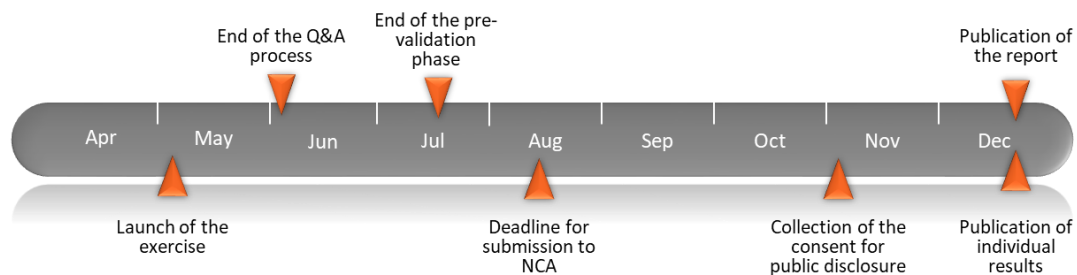 End of the Q&A
process
End of the pre-
validation
phase
Publication of
the report
Apr
May
Jun
Jul
Aug
Sep
Oct
Nov
Dec
Launch of the
exercise
Deadline for
submission to
NCA
Collection of the
consent for
public disclosure
Publication of
individual
results